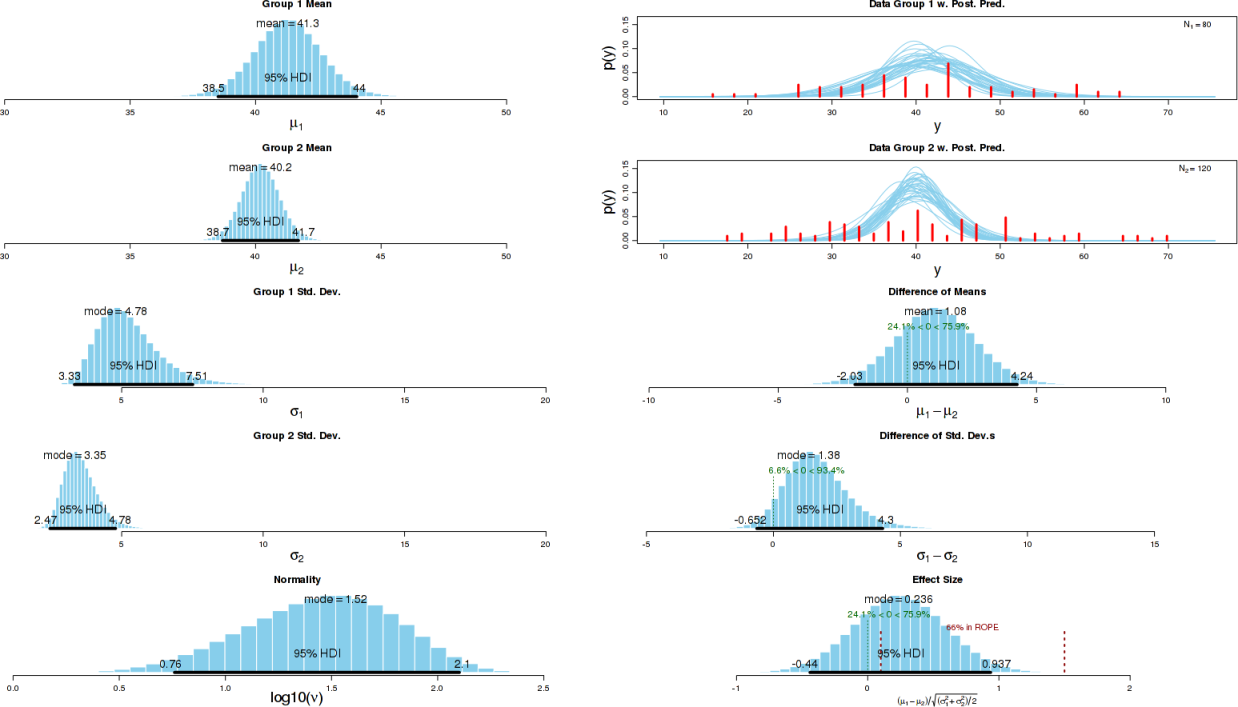 Group 1 Mean
mean = 41.3
95% HDI
38.5 44
30 35 40 45 50
μ1
Group 2 Mean
mean = 40.2
95% HDI
38.7 41.7
30 35 40 45 50
μ2
Group 1 Std. Dev.
mode = 4.78
95% HDI
3.33 7.51
5 10 15 20
σ1
Group 2 Std. Dev.
mode = 3.35
95% HDI
2.47 4.78
5 10 15 20
σ2
Normality
mode = 1.52
95% HDI
0.76 2.1
0.0 0.5 1.0 1.5 2.0 2.5
log10(ν)
Data Group 1 w. Post. Pred.
N1 = 80
p(y)
0.15
0.10
0.05
0.00
10 20 30 40 50 60 70
y
Data Group 2 w. Post. Pred.
N2 = 120
p(y)
0.15
0.10
0.05
0.00
10 20 30 40 50 60 70
y
Difference of Means
mean = 1.08
24.1% < 0 < 75.9%
95% HDI
-2.03 4.24
-10 -5 0 5 10
μ1 − μ2
Difference of Std. Dev.s
mode = 1.38
6.6% < 0 < 93.4%
95% HDI
-0.652 4.3
-5 0 5 10 15
σ1 − σ2
Effect Size
mode = 0.236
24.1% < 0 < 75.9%
66% in ROPE
95% HDI
-0.44 0.937
-1 0 1 2
(μ1 − μ2)/√(σ1² + σ2²)/2